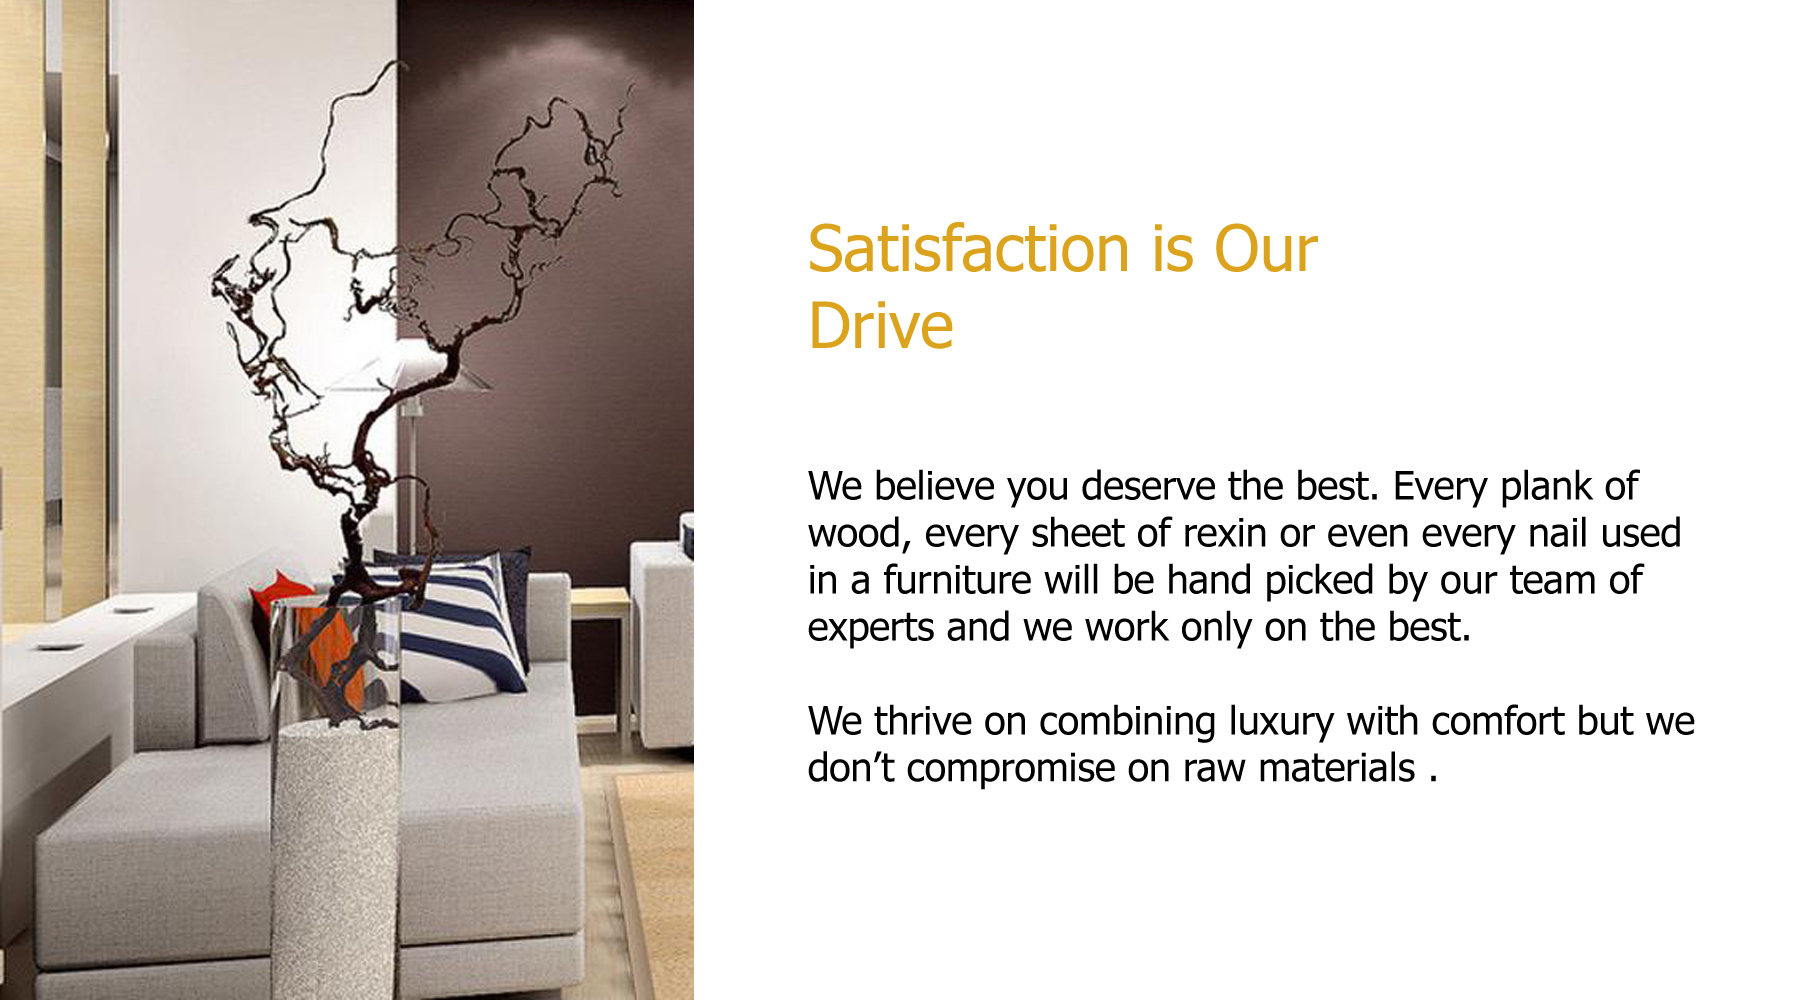 Satisfaction is Our
Drive
We believe you deserve the best. Every plank of
wood, every sheet of rexin or even every nail used
in a furniture will be hand picked by our team of
experts and we work only on the best.
We thrive on combining luxury with comfort but we
don’t compromise on raw materials .